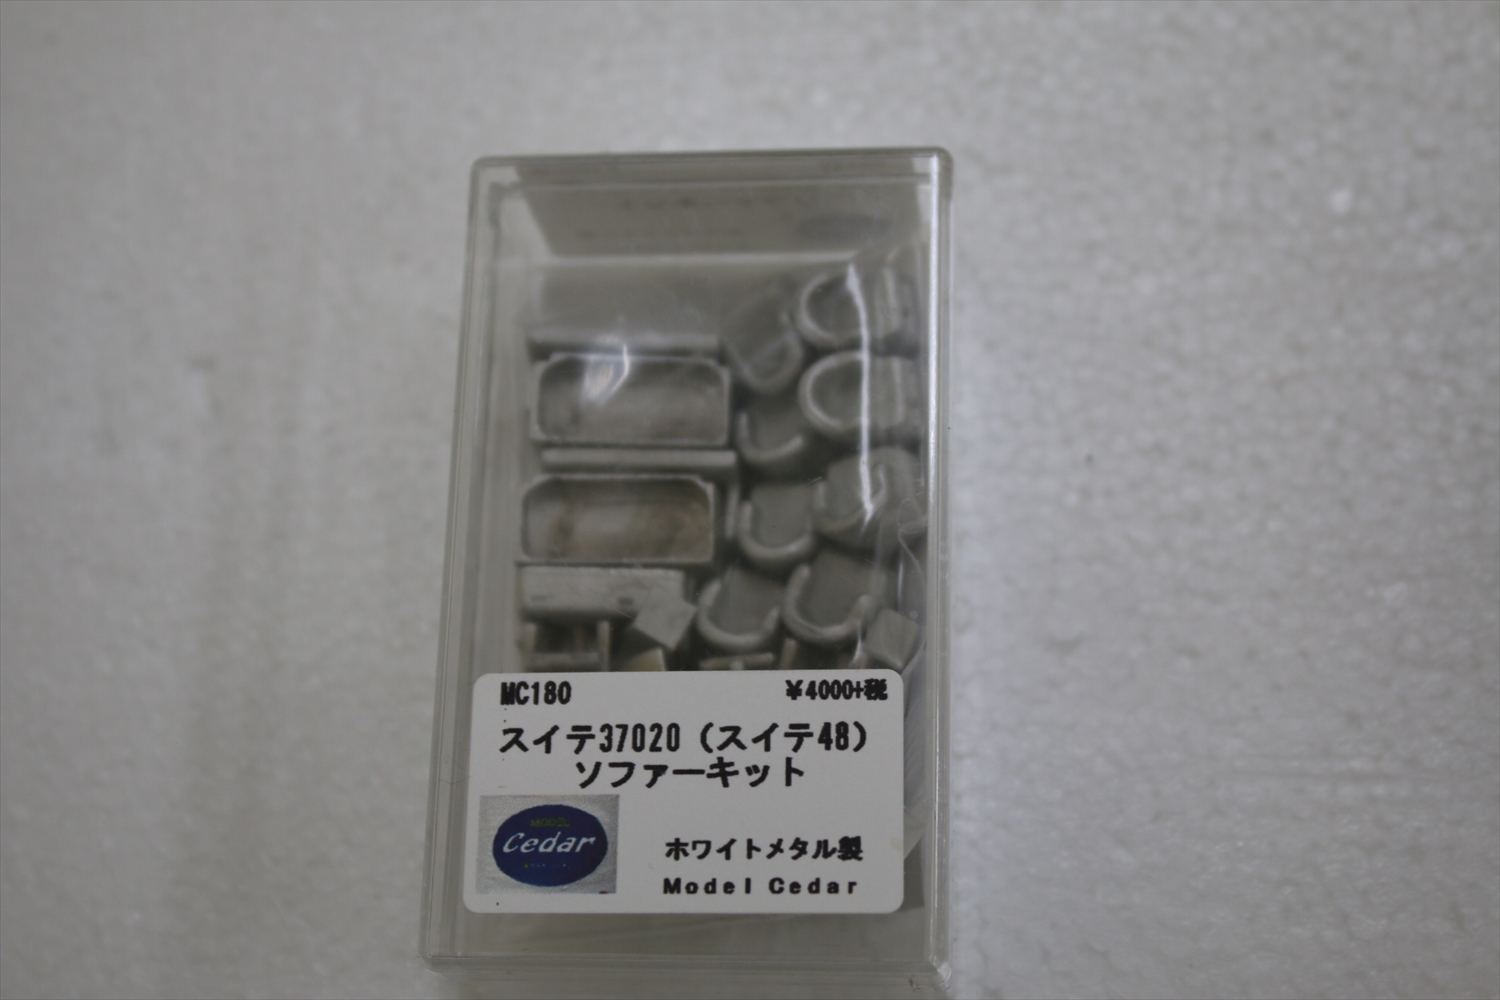 MC180 ¥4000+税
スイテ37020（スイテ48）
ソファーキット
MODEL
Cedar
ホワイトメタル製
Model Cedar